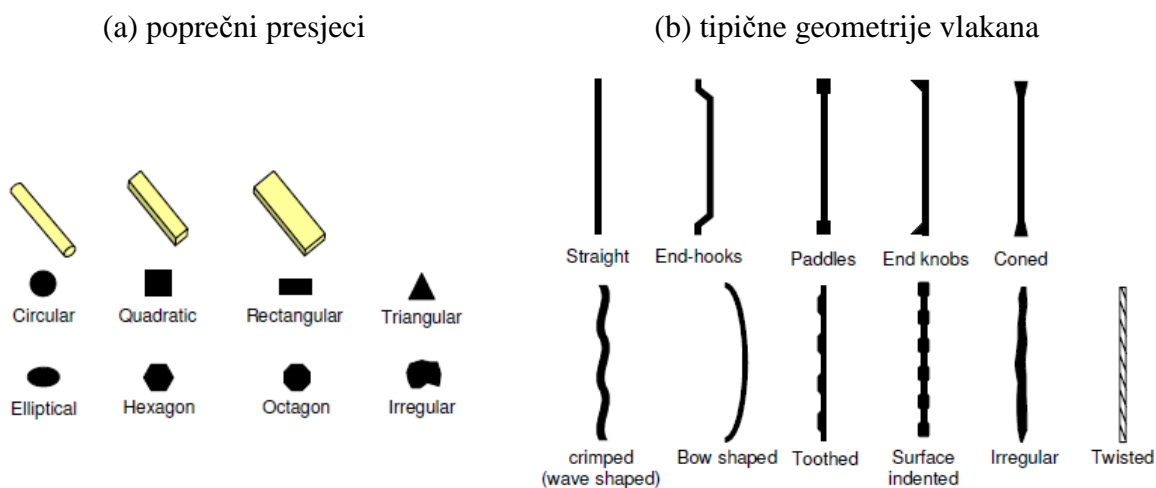 (a) poprečni presjeci
(b) tipične geometrije vlakana
Circular Quadratic Rectangular Triangular
Elliptical Hexagon Octagon Irregular
Straight End-hooks Paddles End knobs Coned
crimped
(wave shaped)
Bow shaped
Toothed
Surface
indented
Irregular
Twisted